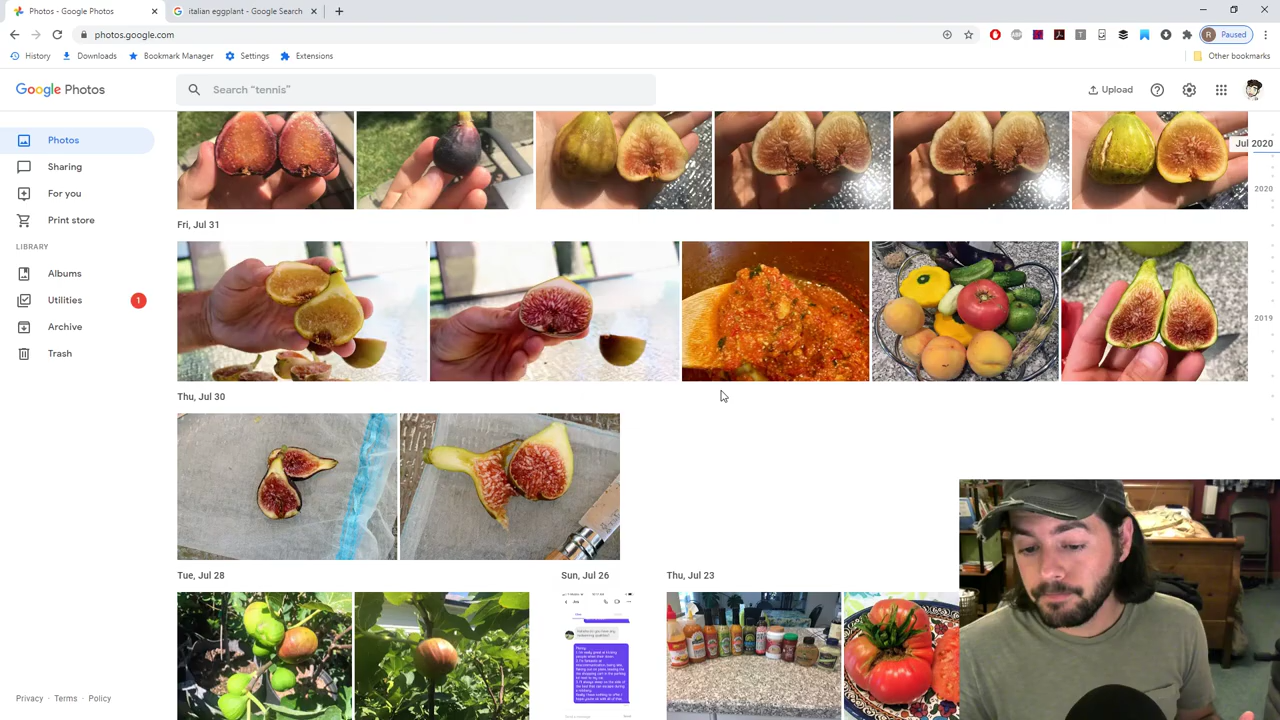 Photos - Google Photos
italian eggplant - Google Search
photos.google.com
R Paused
History
Downloads
Bookmark Manager
Settings
Extensions
Other bookmarks
Google Photos
Search “tennis”
Upload
Photos
Sharing
For you
Print store
LIBRARY
Albums
Utilities 1
Archive
Trash
Jul 2020
2020
2019
Fri, Jul 31
Thu, Jul 30
Tue, Jul 28
Sun, Jul 26
Thu, Jul 23
Privacy · Terms · Policy